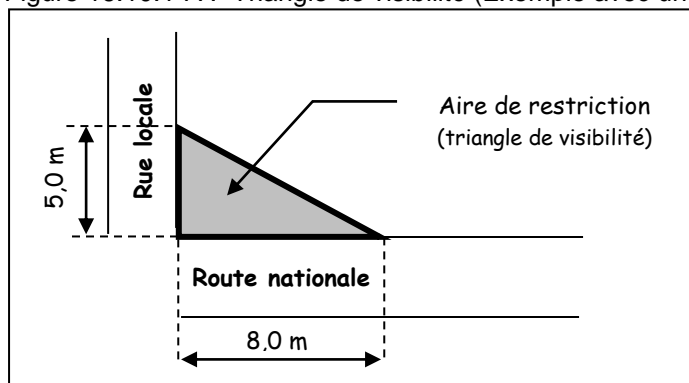 Aire de restriction
(triangle de visibilité)
Rue locale
5,0 m
Route nationale
8,0 m